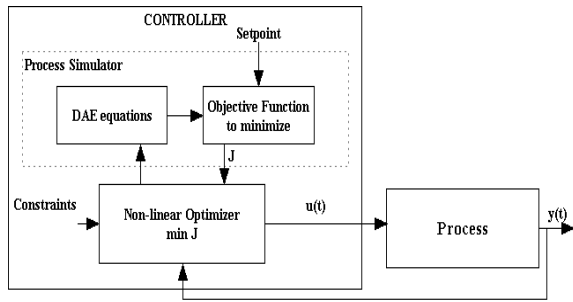 CONTROLLER
Setpoint
Process Simulator
DAE equations
Objective Function
to minimize
J
Constraints
Non-linear Optimizer
min J
u(t)
Process
y(t)